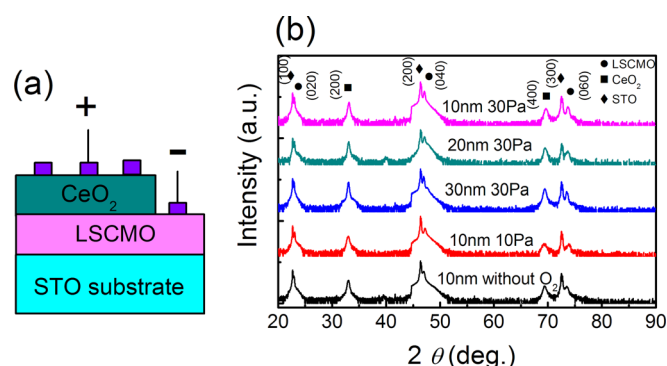 (a)
+
-
CeO2
LSCMO
STO substrate
(b)
Intensity (a.u.)
(100)
(020)
(200)
(200)
(040)
(400)
(300)
(060)
● LSCMO
■ CeO2
♦ STO
10nm 30Pa
20nm 30Pa
30nm 30Pa
10nm 10Pa
10nm without O2
20 30 40 50 60 70 80 90
2 θ (deg.)